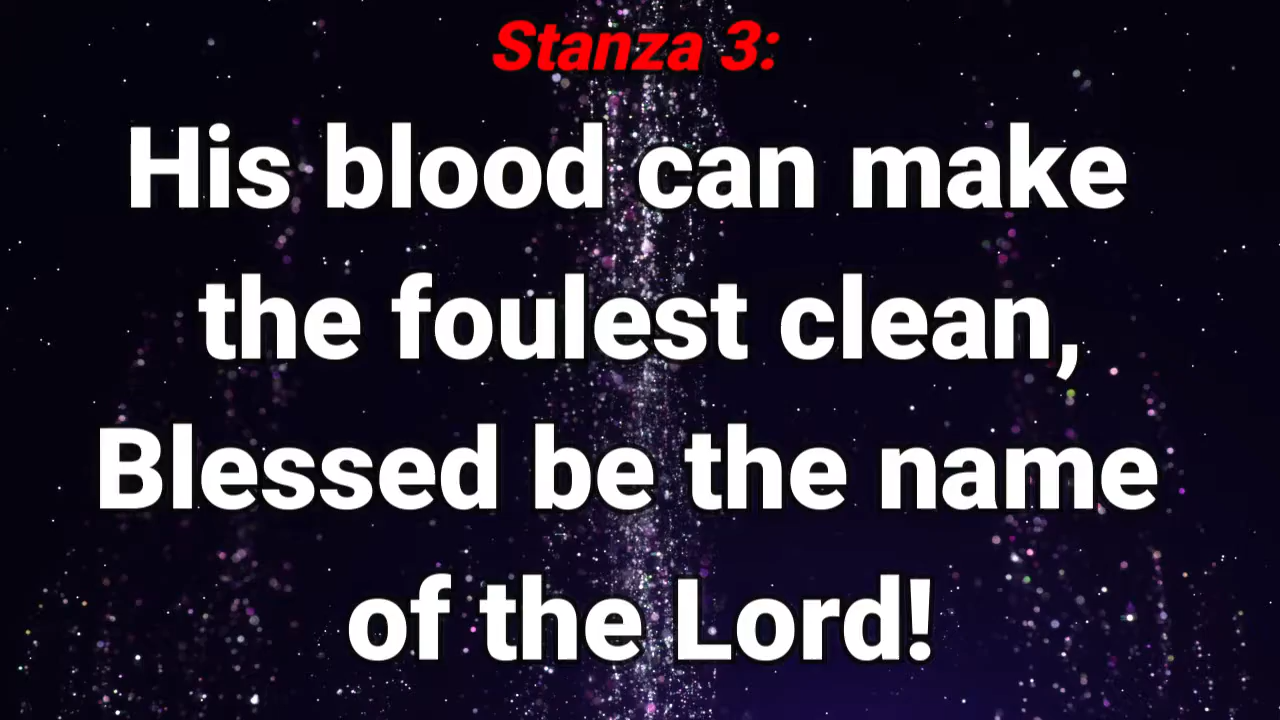 Stanza 3:
His blood can make
the foulest clean,
Blessed be the name
of the Lord!